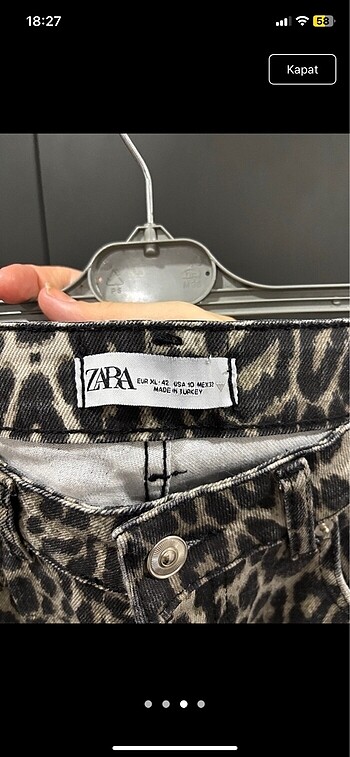 18:27
58
Kapat
ZARA
EUR XL-42 USA 10 MEX 32
MADE IN TURKEY